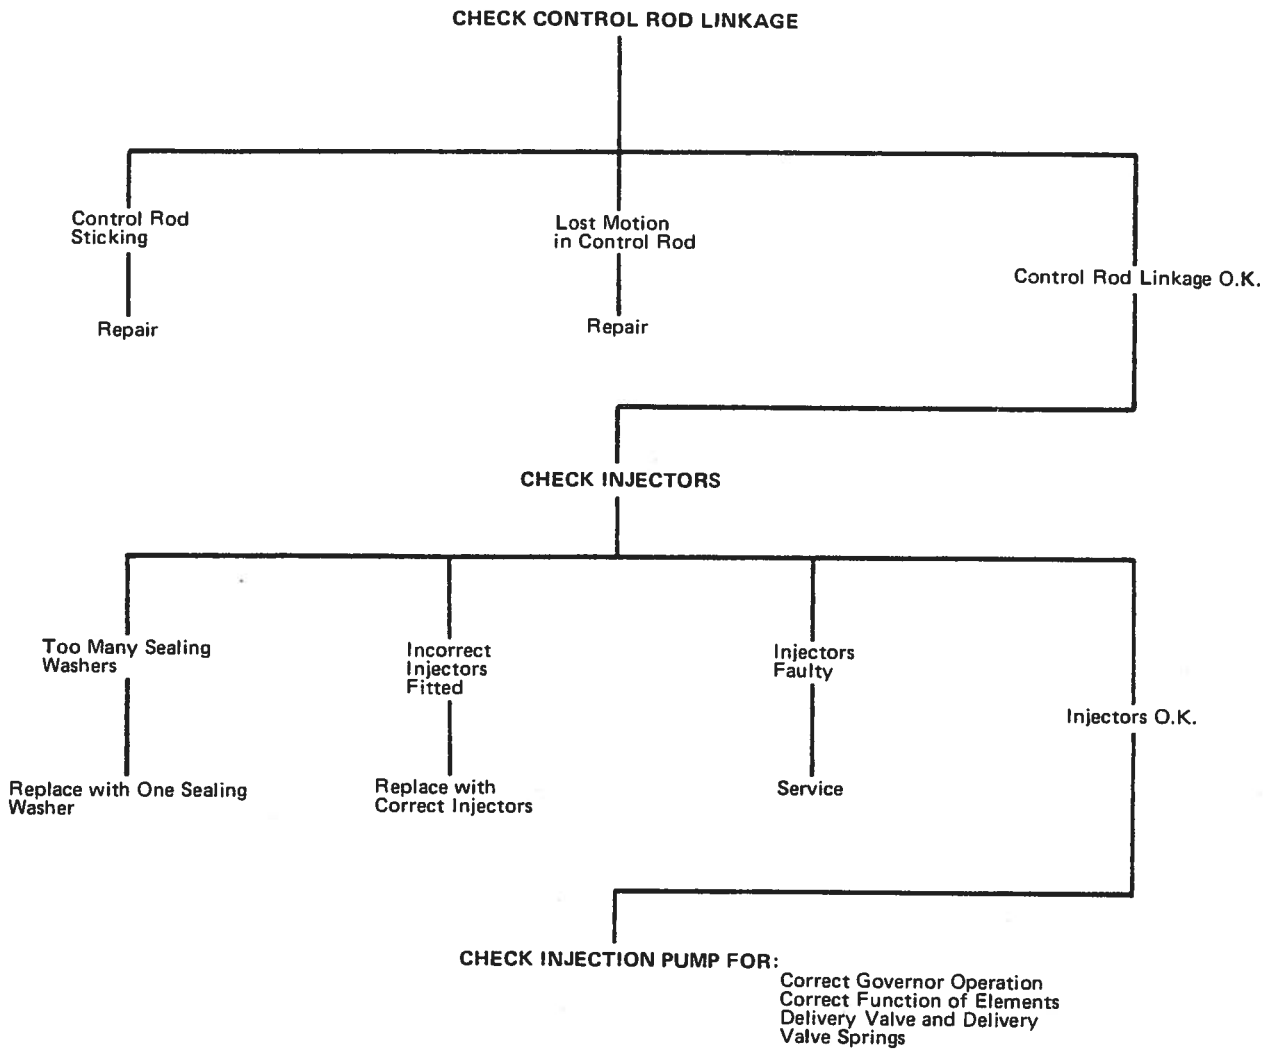 CHECK CONTROL ROD LINKAGE
Control Rod
Sticking
Lost Motion
in Control Rod
Control Rod Linkage O.K.
Repair
Repair
CHECK INJECTORS
Too Many Sealing
Washers
Incorrect
Injectors
Fitted
Injectors
Faulty
Injectors O.K.
Replace with One Sealing
Washer
Replace with
Correct Injectors
Service
CHECK INJECTION PUMP FOR:
Correct Governor Operation
Correct Function of Elements
Delivery Valve and Delivery
Valve Springs